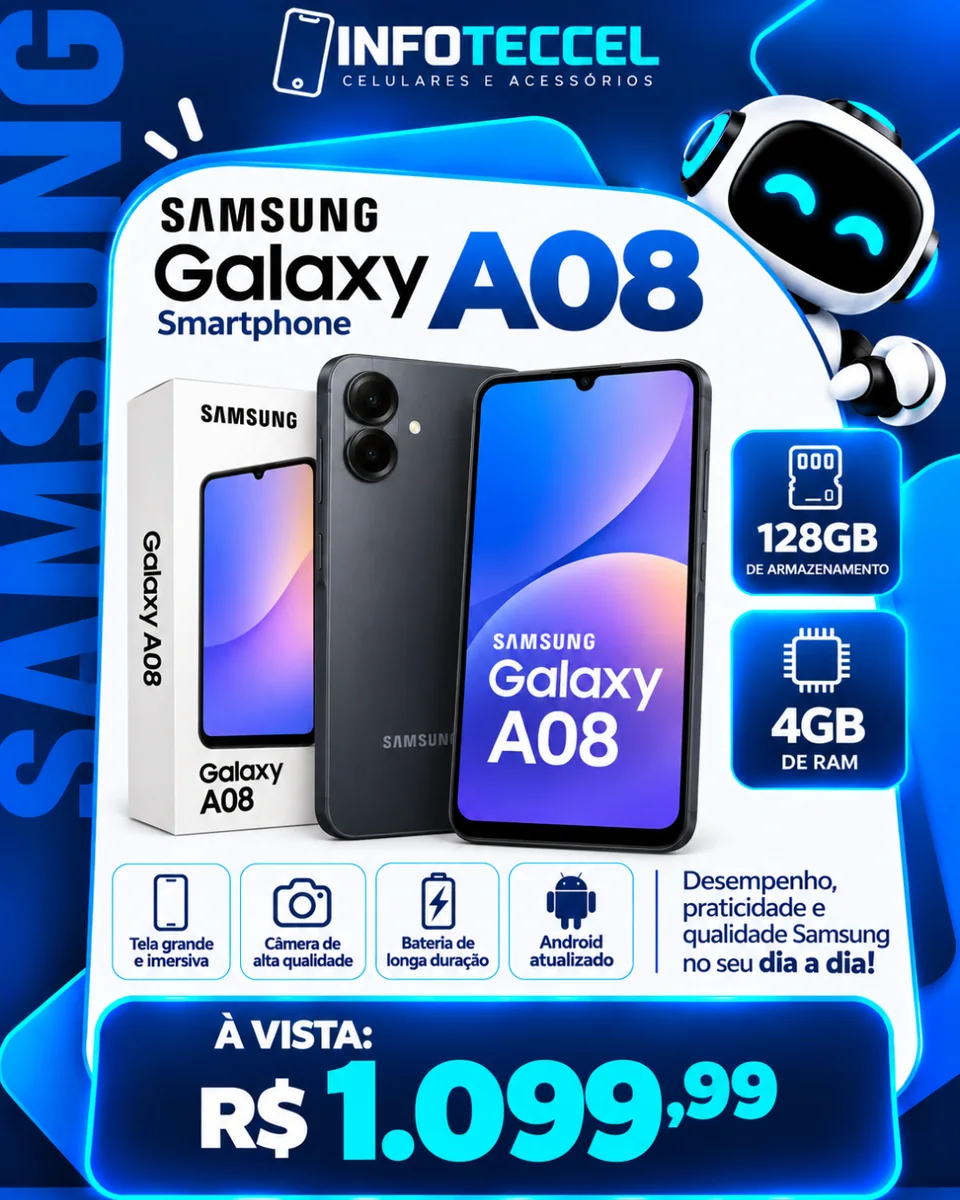 INFOTECCEL
CELULARES E ACESSÓRIOS
SAMSUNG
SAMSUNG
Galaxy A08
Smartphone
SAMSUNG
Galaxy A08
Galaxy
A08
SAMSUNG
SAMSUNG
Galaxy
A08
128GB
DE ARMAZENAMENTO
4GB
DE RAM
Tela grande
e imersiva
Câmera de
alta qualidade
Bateria de
longa duração
Android
atualizado
Desempenho,
praticidade e
qualidade Samsung
no seu dia a dia!
À VISTA:
R$ 1.099,99